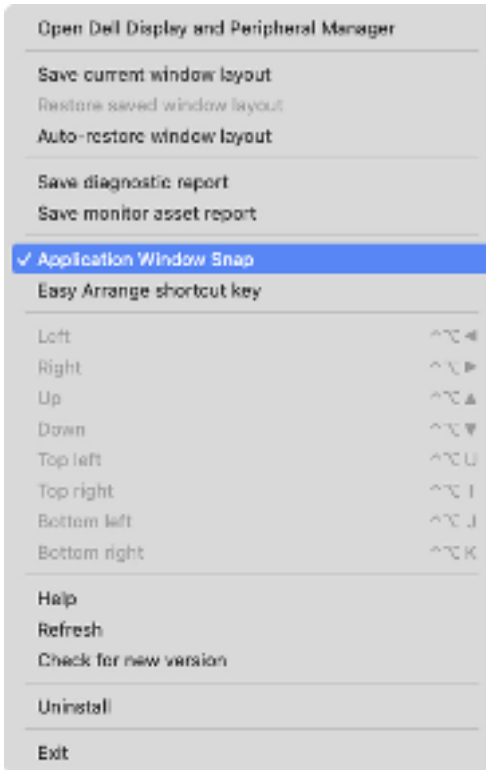 Open Dell Display and Peripheral Manager
Save current window layout
Restore saved window layout
Auto-restore window layout
Save diagnostic report
Save monitor asset report
✓ Application Window Snap
Easy Arrange shortcut key
Left ^⌥◀
Right ^⌥▶
Up ^⌥▲
Down ^⌥▼
Top left ^⌥U
Top right ^⌥I
Bottom left ^⌥J
Bottom right ^⌥K
Help
Refresh
Check for new version
Uninstall
Exit